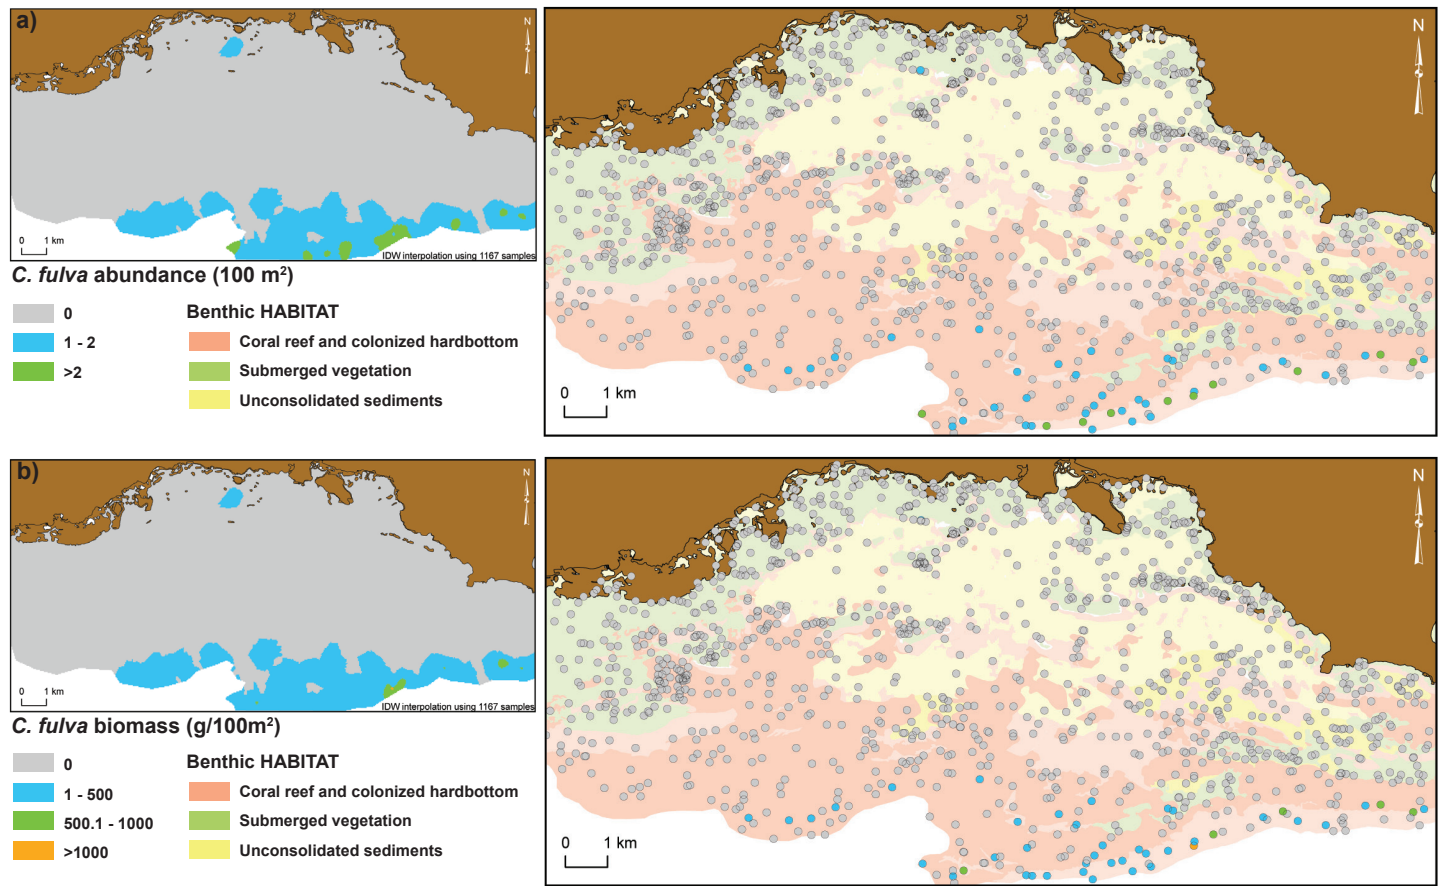 a)
N
0 1 km
IDW interpolation using 1167 samples
C. fulva abundance (100 m²)
0
1 - 2
>2
Benthic HABITAT
Coral reef and colonized hardbottom
Submerged vegetation
Unconsolidated sediments
N
0 1 km
b)
N
0 1 km
IDW interpolation using 1167 samples
C. fulva biomass (g/100m²)
0
1 - 500
500.1 - 1000
>1000
Benthic HABITAT
Coral reef and colonized hardbottom
Submerged vegetation
Unconsolidated sediments
N
0 1 km